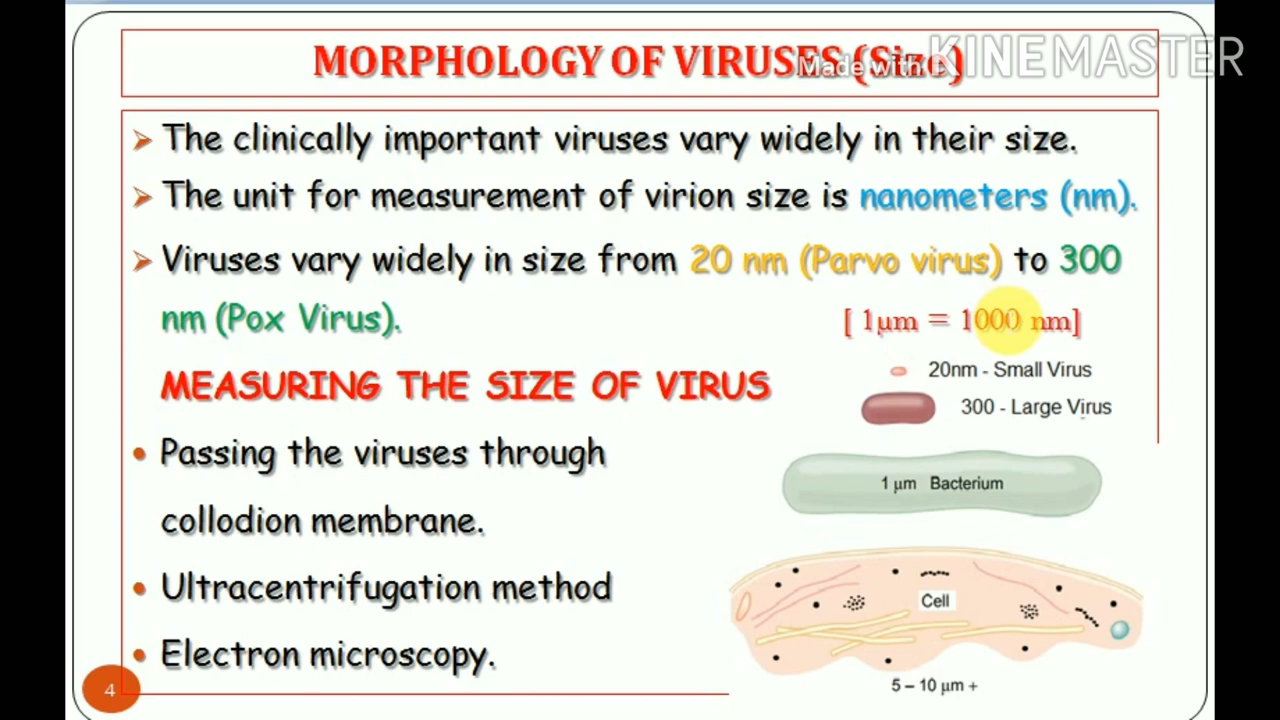 MORPHOLOGY OF VIRUSES (Size)
Made with KINEMASTER
➢ The clinically important viruses vary widely in their size.
➢ The unit for measurement of virion size is nanometers (nm).
➢ Viruses vary widely in size from 20 nm (Parvo virus) to 300
nm (Pox Virus).
[ 1µm = 1000 nm]
20nm - Small Virus
300 - Large Virus
MEASURING THE SIZE OF VIRUS
• Passing the viruses through
collodion membrane.
• Ultracentrifugation method
• Electron microscopy.
1 µm Bacterium
Cell
5 – 10 µm +
4